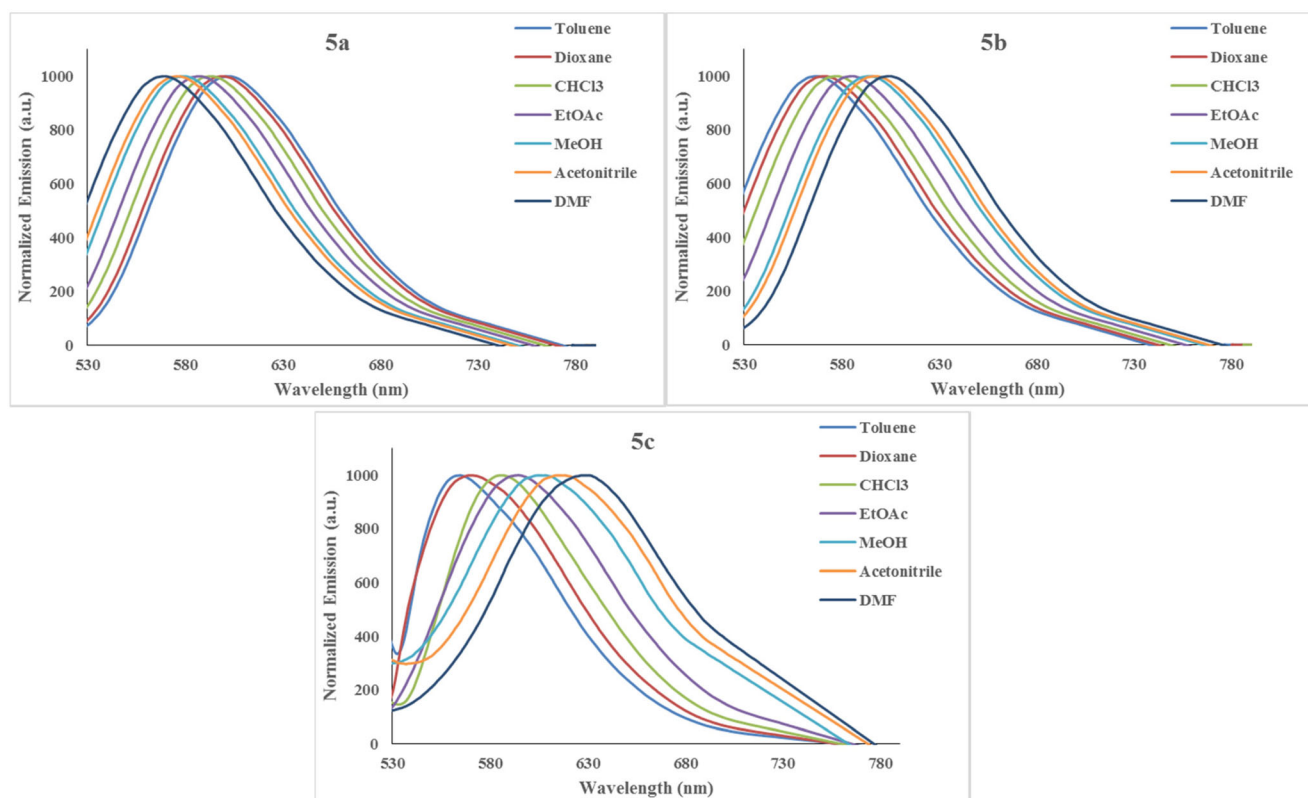 5a
Toluene
Dioxane
CHCl3
EtOAc
MeOH
Acetonitrile
DMF
Normalized Emission (a.u.)
1000
800
600
400
200
0
530 580 630 680 730 780
Wavelength (nm)
5b
Toluene
Dioxane
CHCl3
EtOAc
MeOH
Acetonitrile
DMF
Normalized Emission (a.u.)
1000
800
600
400
200
0
530 580 630 680 730 780
Wavelength (nm)
5c
Toluene
Dioxane
CHCl3
EtOAc
MeOH
Acetonitrile
DMF
Normalized Emission (a.u.)
1000
800
600
400
200
0
530 580 630 680 730 780
Wavelength (nm)